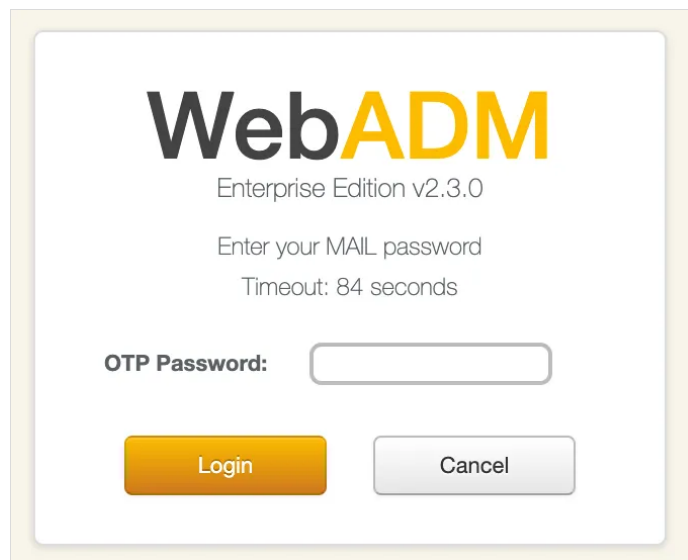 WebADM
Enterprise Edition v2.3.0
Enter your MAIL password
Timeout: 84 seconds
OTP Password:
Login Cancel